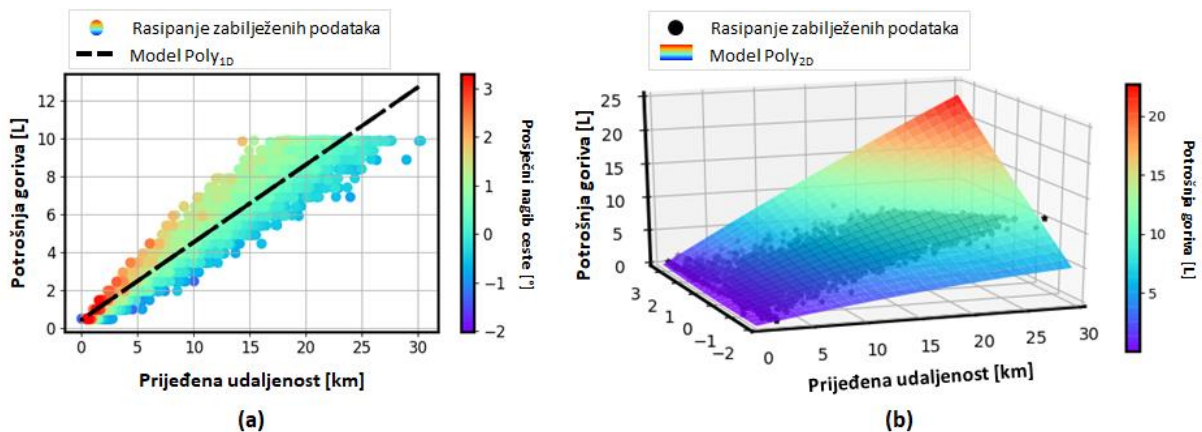 Rasipanje zabilježenih podataka
Model Poly1D
Potrošnja goriva [L]
12
10
8
6
4
2
0
0 5 10 15 20 25 30
Prijeđena udaljenost [km]
3
2
1
0
−1
−2
Prosječni nagib ceste [°]
(a)
Rasipanje zabilježenih podataka
Model Poly2D
Potrošnja goriva [L]
25
20
15
10
5
0
3 2 1 0 −1 −2
0 5 10 15 20 25 30
Prijeđena udaljenost [km]
20
15
10
5
Potrošnja goriva [L]
(b)